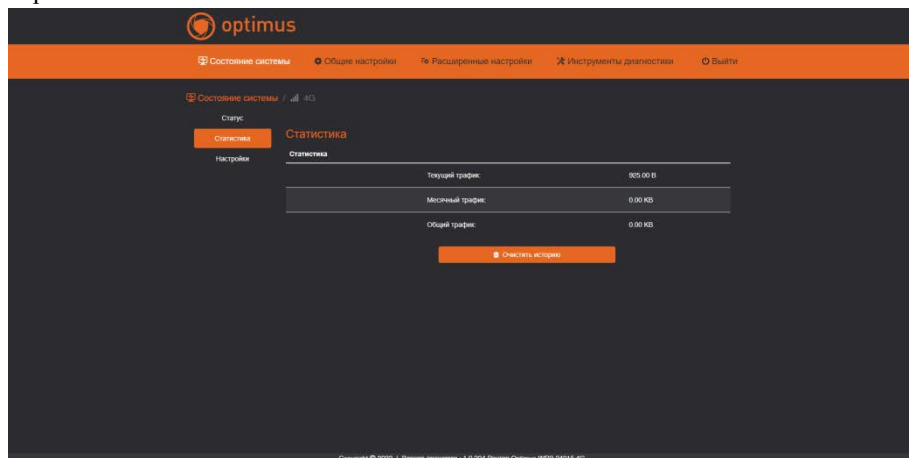 optimus
Состояние системы Общие настройки Расширенные настройки Инструменты диагностики Выйти
Состояние системы / 4G
Статус
Статистика
Настройки
Статистика
Статистика
Текущий трафик: 925.00 B
Месячный трафик: 0.00 KB
Общий трафик: 0.00 KB
Очистить историю